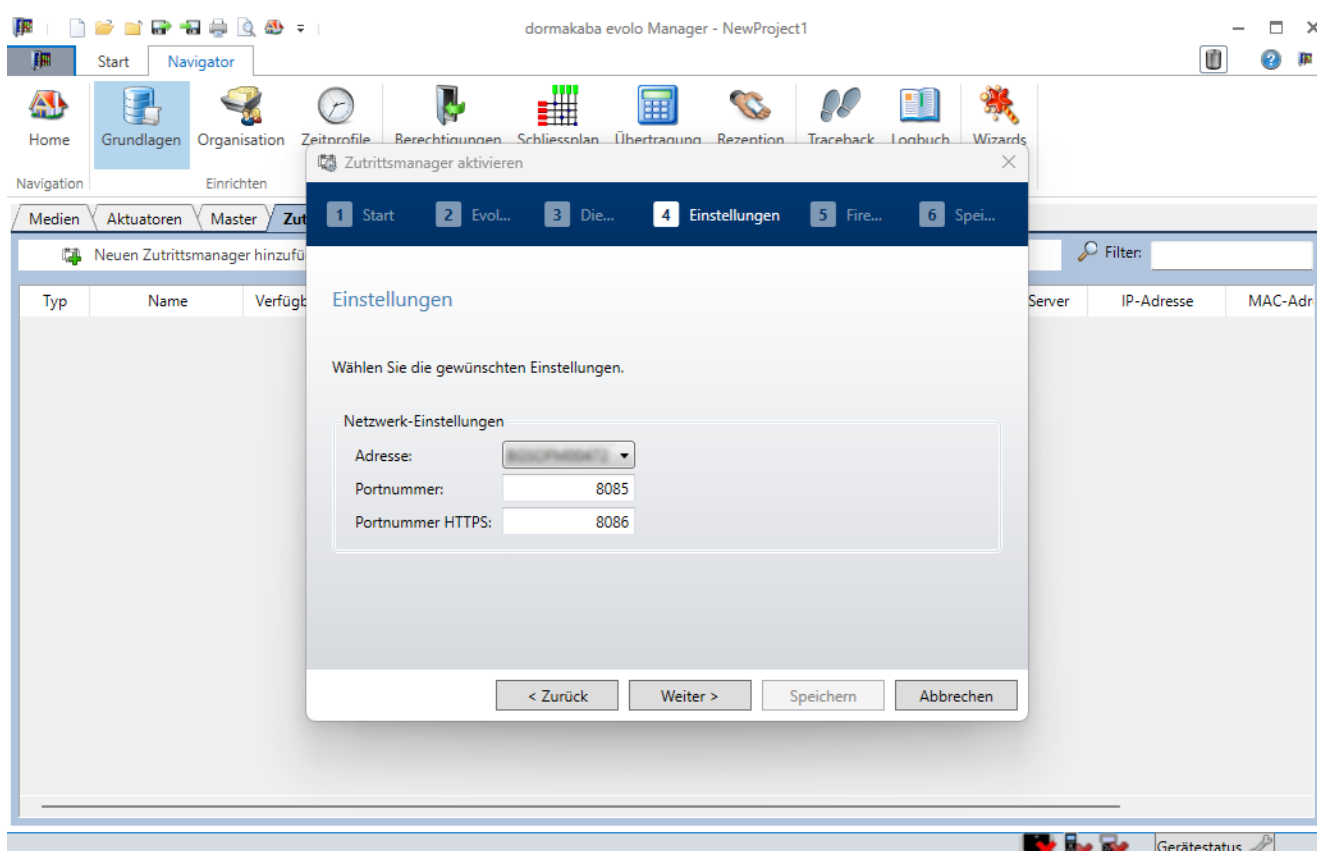 dormakaba evolo Manager - NewProject1
Start Navigator
Home Grundlagen Organisation Zeitprofile Berechtigungen Schliessplan Übertragung Rezeption Traceback Logbuch Wizards
Navigation Einrichten
Zutrittsmanager aktivieren
Medien Aktuatoren Master Zut
1 Start 2 Evol... 3 Die... 4 Einstellungen 5 Fire... 6 Spei...
Neuen Zutrittsmanager hinzufü
Filter:
Typ Name Verfügb Server IP-Adresse MAC-Adr
Einstellungen
Wählen Sie die gewünschten Einstellungen.
Netzwerk-Einstellungen
Adresse:
Portnummer: 8085
Portnummer HTTPS: 8086
< Zurück Weiter > Speichern Abbrechen
Gerätestatus